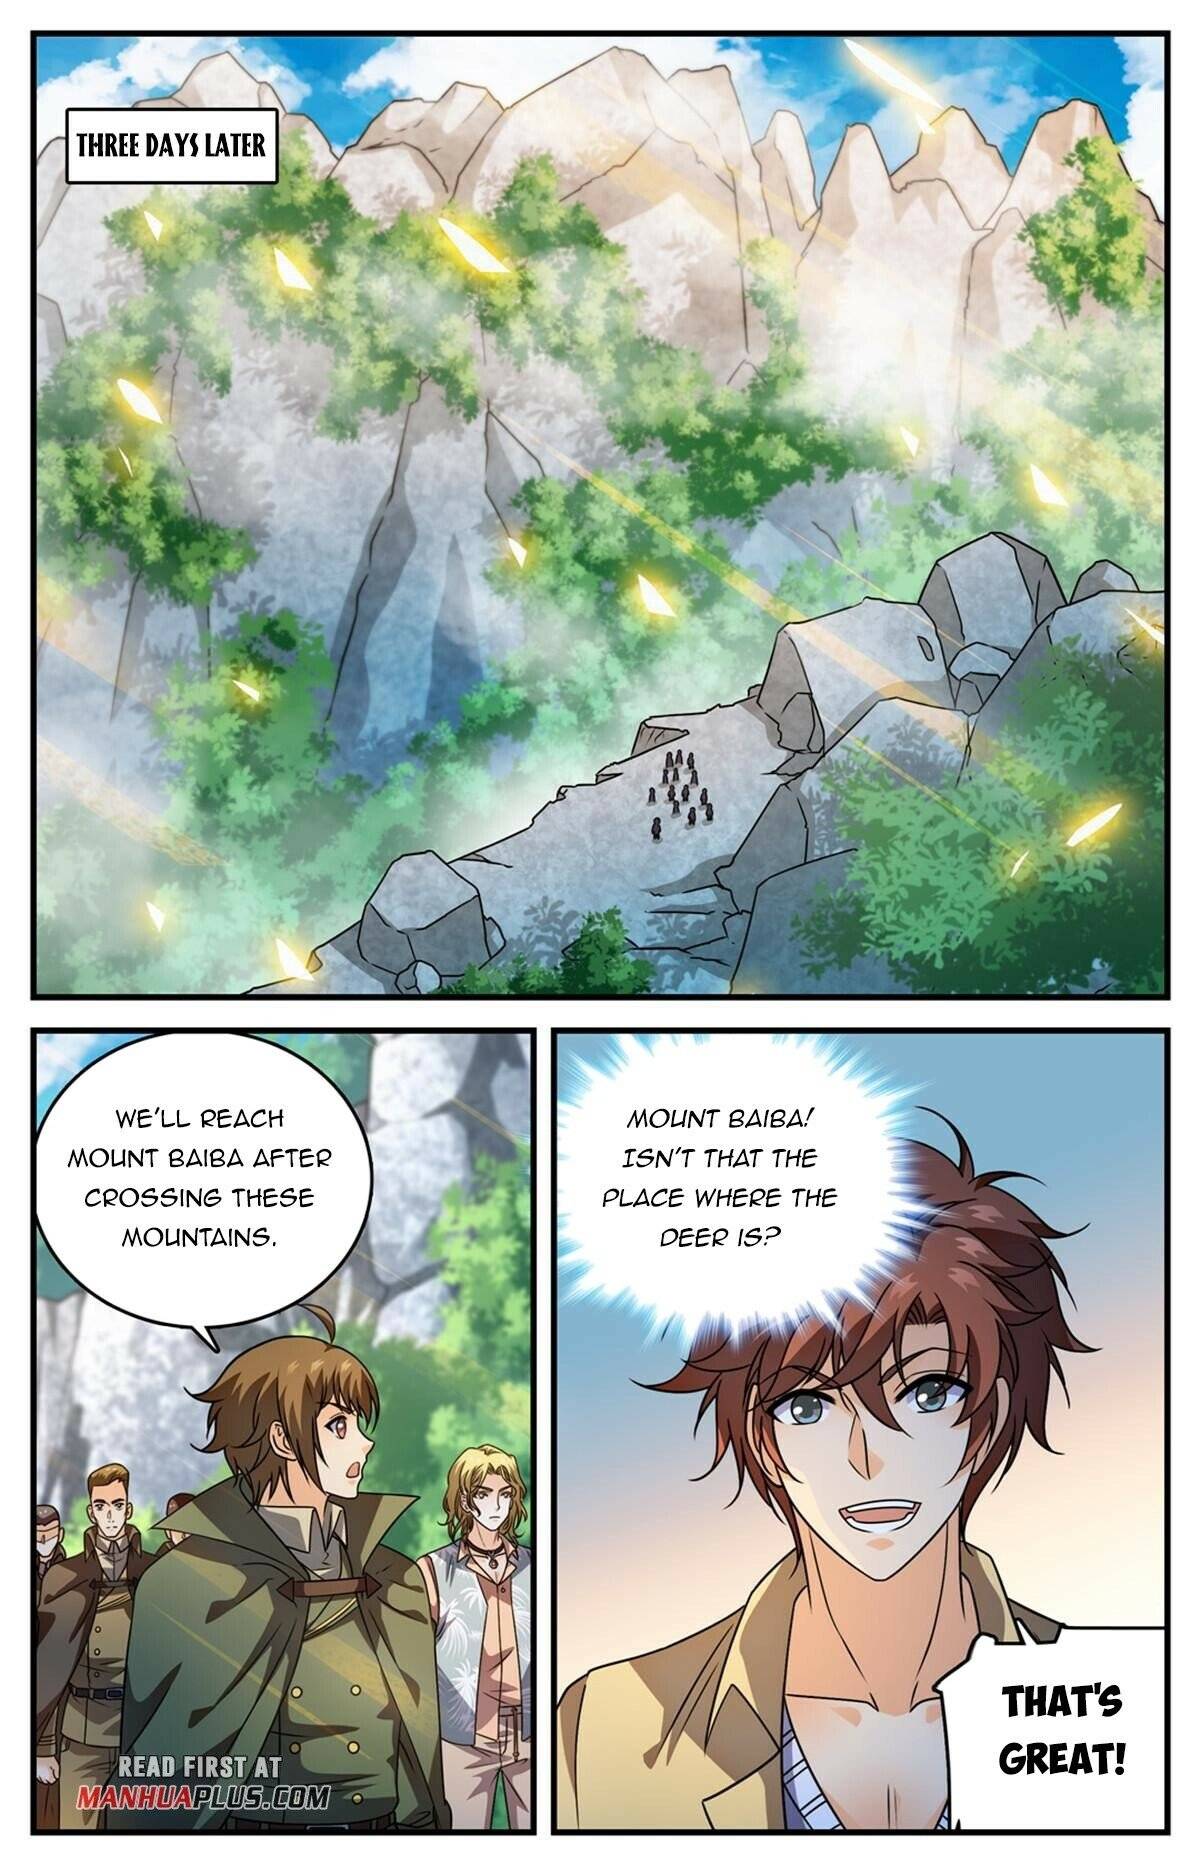 THREE DAYS LATER
WE'LL REACH
MOUNT BAIBA AFTER
CROSSING THESE
MOUNTAINS.
MOUNT BAIBA!
ISN'T THAT THE
PLACE WHERE THE
DEER IS?
THAT'S
GREAT!
READ FIRST AT
MANHUAPLUS.COM